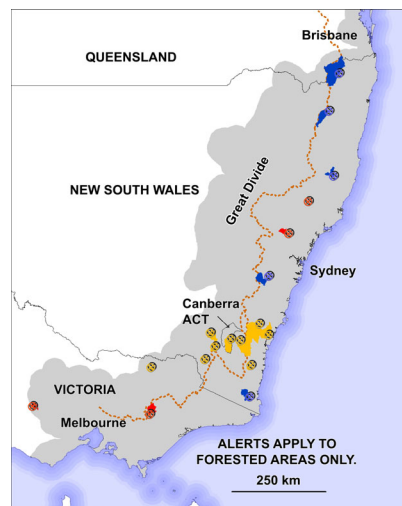 Brisbane
QUEENSLAND
Great Divide
NEW SOUTH WALES
Sydney
Canberra
ACT
VICTORIA
Melbourne
ALERTS APPLY TO
FORESTED AREAS ONLY.
250 km